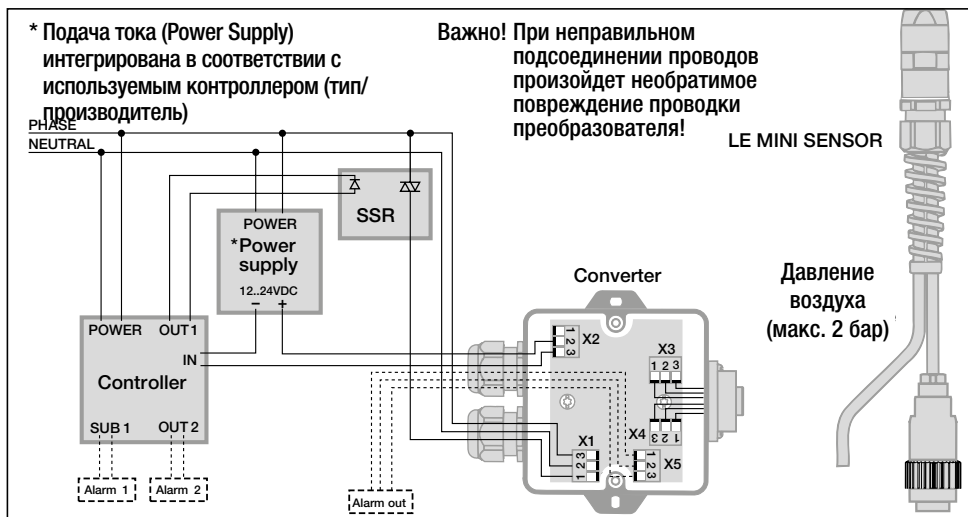 * Подача тока (Power Supply)
интегрирована в соответствии с
используемым контроллером (тип/
производитель)
Важно! При неправильном
подсоединении проводов
произойдет необратимое
повреждение проводки
преобразователя!
PHASE
NEUTRAL
LE MINI SENSOR
SSR
POWER
*Power
supply
12..24VDC
− +
Converter
Давление
воздуха
(макс. 2 бар)
POWER OUT1
IN
Controller
SUB 1 OUT2
Alarm 1 Alarm 2
Alarm out
1
2
3
X2
X3
1 2 3
X4
3 2 1
X1
3
2
1
X5
1
2
3